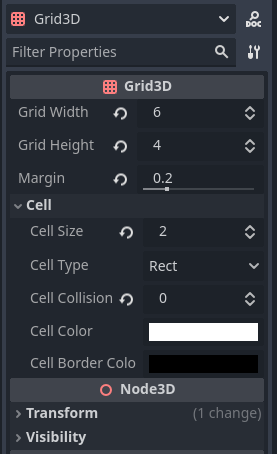 Grid3D
DOC
Filter Properties
Grid3D
Grid Width 6
Grid Height 4
Margin 0.2
Cell
Cell Size 2
Cell Type Rect
Cell Collision 0
Cell Color
Cell Border Colo
Node3D
Transform (1 change)
Visibility